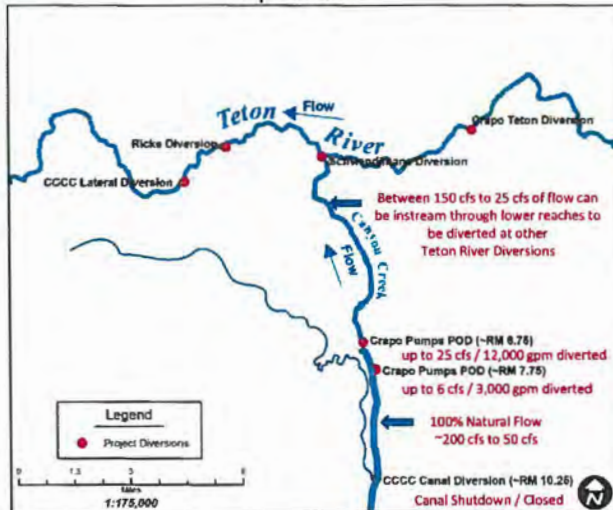 Teton
Flow
River
Crapo Teton Diversion
Ricks Diversion
Schwendiman Diversion
CCCC Lateral Diversion
Between 150 cfs to 25 cfs of flow can
be instream through lower reaches to
be diverted at other
Teton River Diversions
Canyon Creek
Flow
Crapo Pumps POD (~RM 8.75)
up to 25 cfs / 12,000 gpm diverted
Crapo Pumps POD (~RM 7.75)
up to 6 cfs / 3,000 gpm diverted
Legend
Project Diversions
100% Natural Flow
~200 cfs to 50 cfs
0 1.5 3 6
Miles
1:175,000
CCCC Canal Diversion (~RM 10.25)
Canal Shutdown / Closed
N